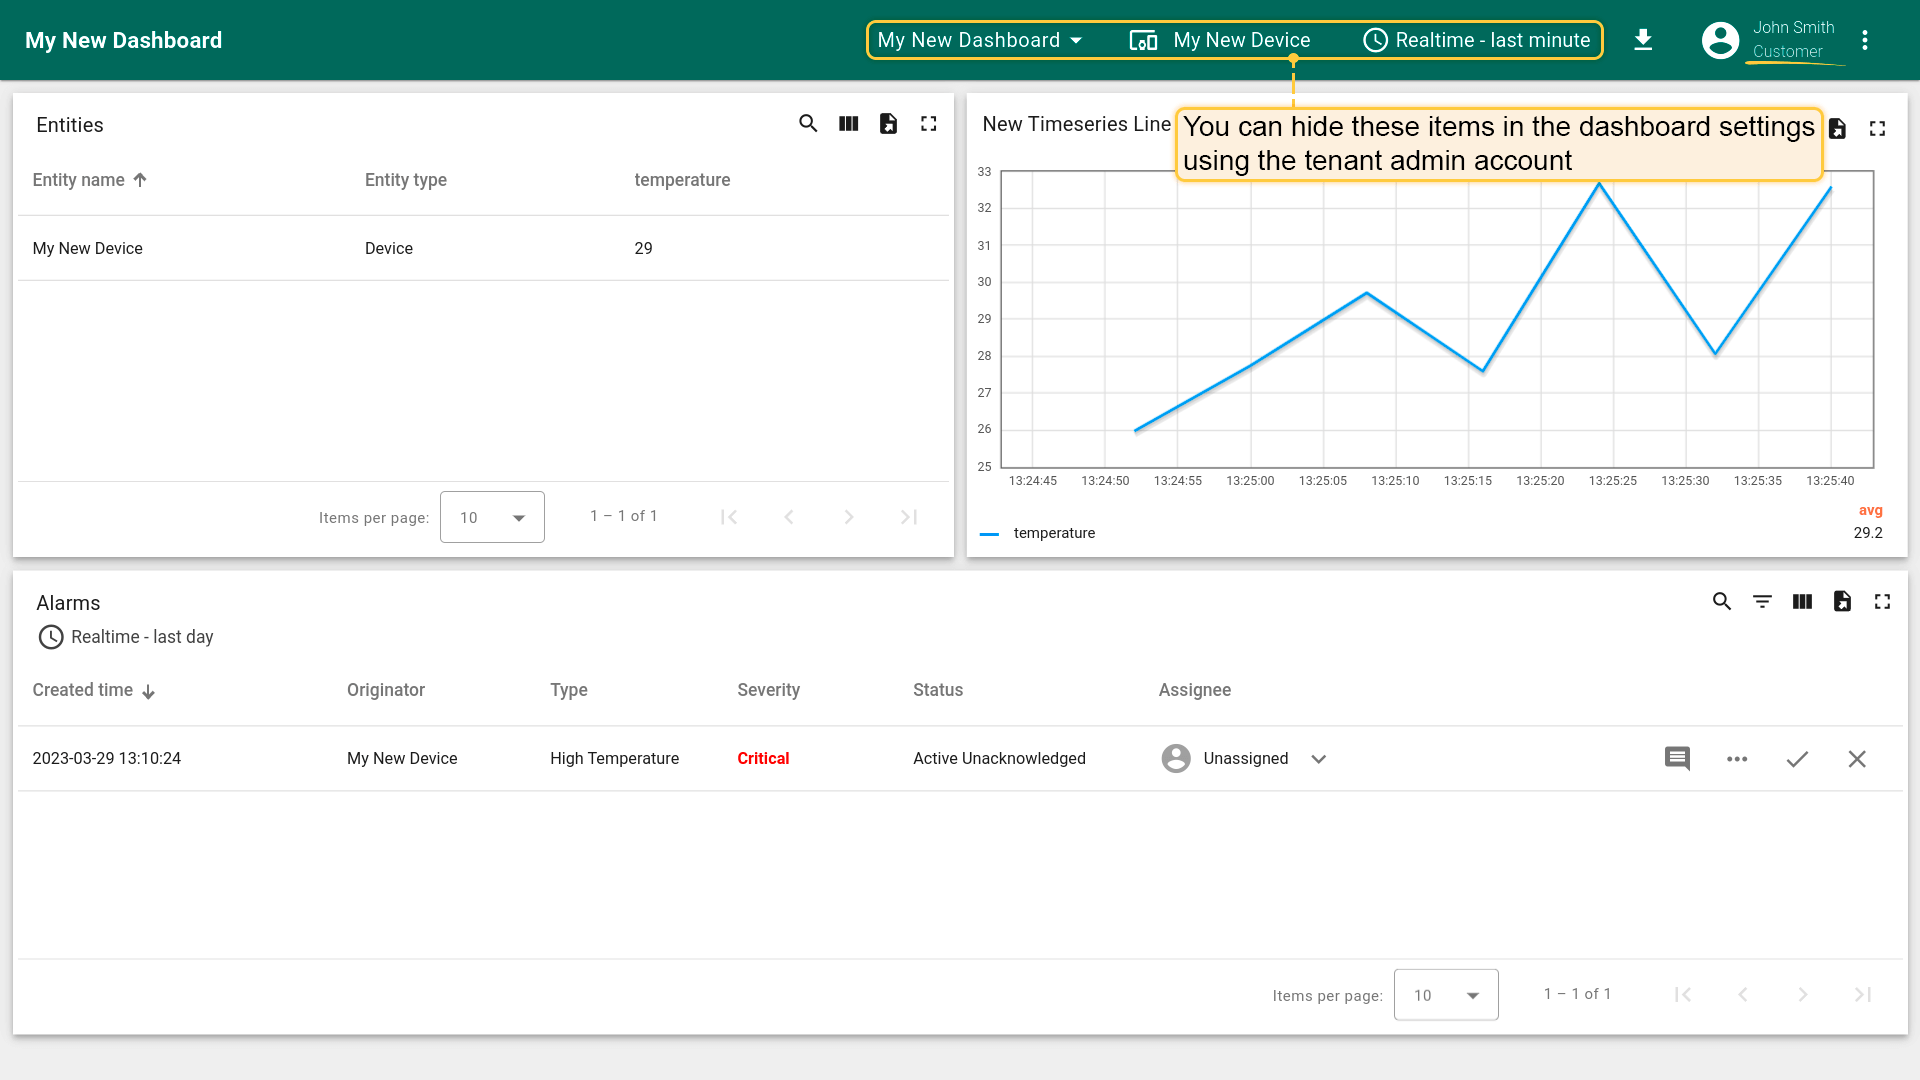 My New Dashboard
My New Dashboard
My New Device
Realtime - last minute
John Smith
Customer
You can hide these items in the dashboard settings
using the tenant admin account
Entities
Entity name
Entity type
temperature
My New Device
Device
29
Items per page:
10
1 – 1 of 1
New Timeseries Line
33
32
31
30
29
28
27
26
25
13:24:45
13:24:50
13:24:55
13:25:00
13:25:05
13:25:10
13:25:15
13:25:20
13:25:25
13:25:30
13:25:35
13:25:40
avg
temperature
29.2
Alarms
Realtime - last day
Created time
Originator
Type
Severity
Status
Assignee
2023-03-29 13:10:24
My New Device
High Temperature
Critical
Active Unacknowledged
Unassigned
Items per page:
10
1 – 1 of 1